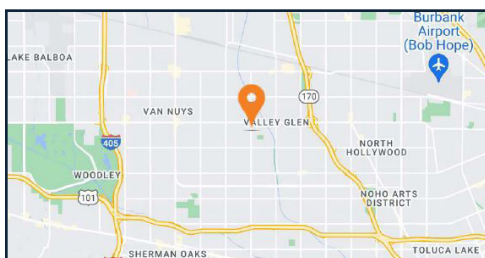 Burbank
Airport
(Bob Hope)
LAKE BALBOA
170
VAN NUYS
VALLEY GLEN
405
NORTH
HOLLYWOOD
WOODLEY
101
NOHO ARTS
DISTRICT
SHERMAN OAKS
TOLUCA LAKE